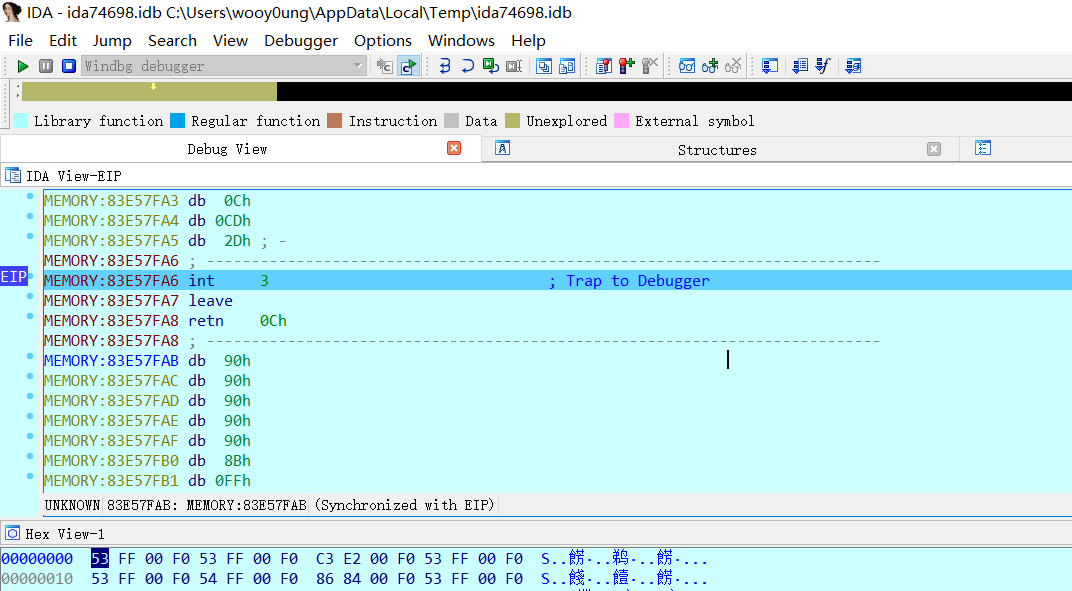 IDA - ida74698.idb C:\Users\wooy0ung\AppData\Local\Temp\ida74698.idb
File Edit Jump Search View Debugger Options Windows Help
Windbg debugger
Library function Regular function Instruction Data Unexplored External symbol
Debug View Structures
IDA View-EIP
MEMORY:83E57FA3 db 0Ch
MEMORY:83E57FA4 db 0CDh
MEMORY:83E57FA5 db 2Dh ; -
MEMORY:83E57FA6 ; ---------------------------------------------------------------------------
EIP MEMORY:83E57FA6 int 3 ; Trap to Debugger
MEMORY:83E57FA7 leave
MEMORY:83E57FA8 retn 0Ch
MEMORY:83E57FA8 ; ---------------------------------------------------------------------------
MEMORY:83E57FAB db 90h
MEMORY:83E57FAC db 90h
MEMORY:83E57FAD db 90h
MEMORY:83E57FAE db 90h
MEMORY:83E57FAF db 90h
MEMORY:83E57FB0 db 8Bh
MEMORY:83E57FB1 db 0FFh
UNKNOWN 83E57FAB: MEMORY:83E57FAB (Synchronized with EIP)
Hex View-1
00000000 53 FF 00 F0 53 FF 00 F0 C3 E2 00 F0 53 FF 00 F0 S..
00000010 53 FF 00 F0 54 FF 00 F0 86 84 00 F0 53 FF 00 F0 S..